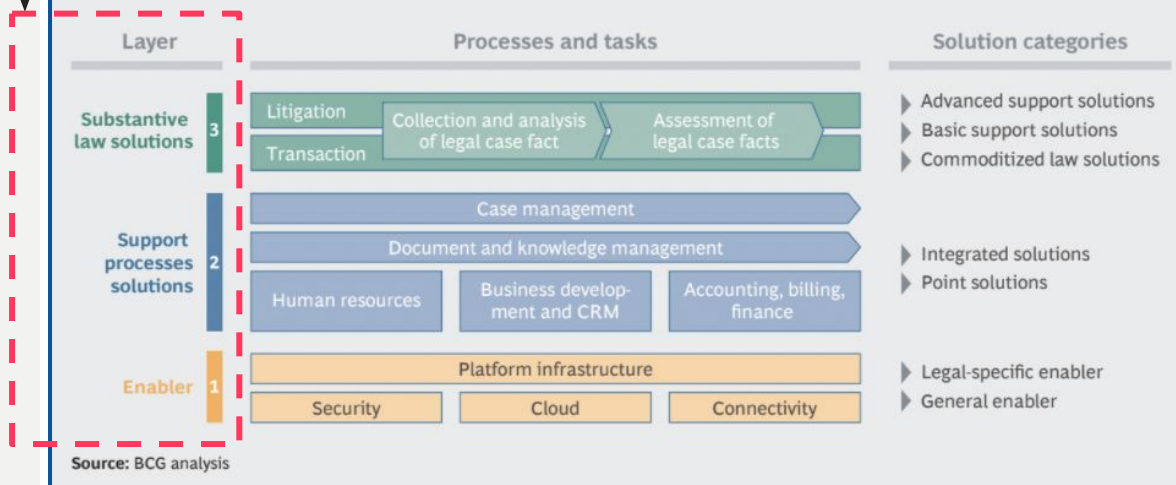 Layer
Processes and tasks
Solution categories
Substantive
law solutions
3
Litigation
Transaction
Collection and analysis
of legal case fact
Assessment of
legal case facts
Advanced support solutions
Basic support solutions
Commoditized law solutions
Support
processes
solutions
2
Case management
Document and knowledge management
Human resources
Business develop-
ment and CRM
Accounting, billing,
finance
Integrated solutions
Point solutions
Enabler
1
Platform infrastructure
Security
Cloud
Connectivity
Legal-specific enabler
General enabler
Source: BCG analysis